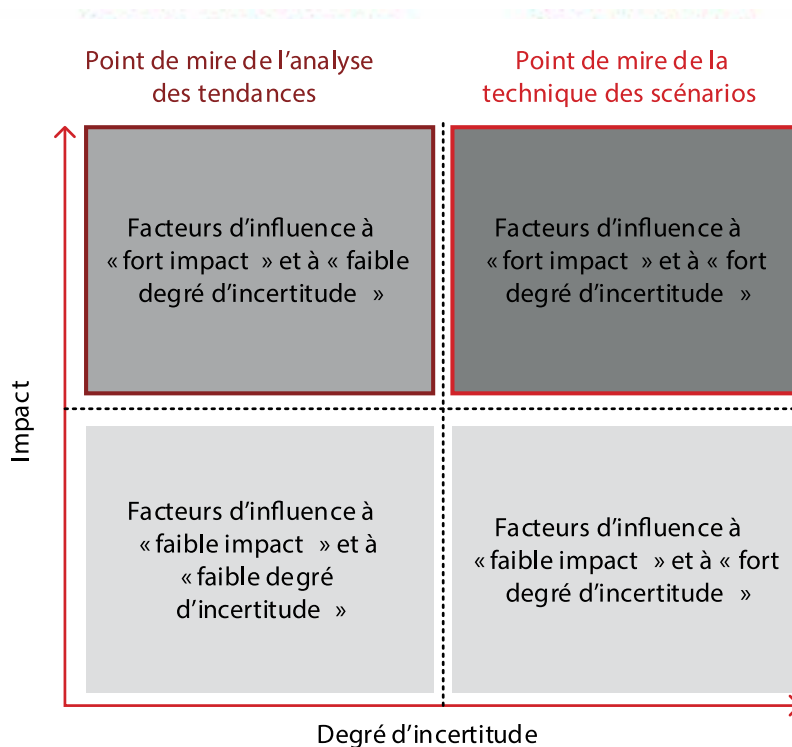 Point de mire de l'analyse
des tendances
Point de mire de la
technique des scénarios
Facteurs d'influence à
« fort impact » et à « faible
degré d'incertitude »
Facteurs d'influence à
« fort impact » et à « fort
degré d'incertitude »
Impact
Facteurs d'influence à
« faible impact » et à
« faible degré
d'incertitude »
Facteurs d'influence à
« faible impact » et à « fort
degré d'incertitude »
Degré d'incertitude